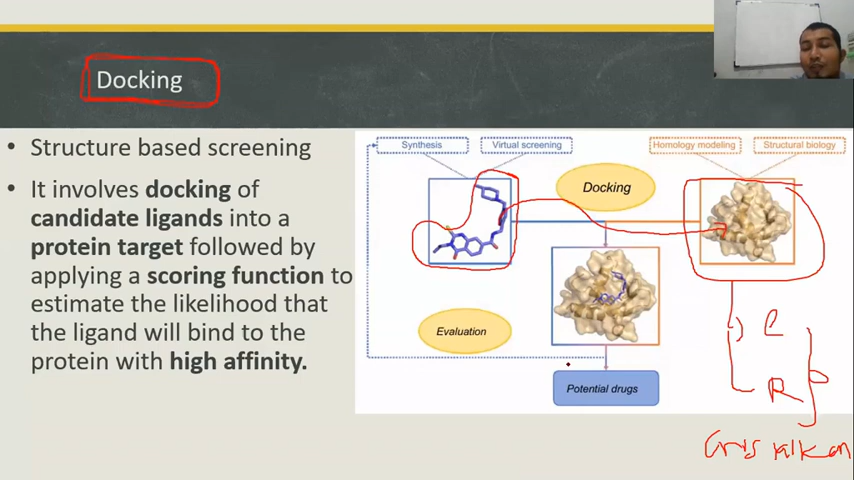 Docking
• Structure based screening
• It involves docking of
candidate ligands into a
protein target followed by
applying a scoring function to
estimate the likelihood that
the ligand will bind to the
protein with high affinity.
Synthesis
Virtual screening
Homology modeling
Structural biology
Docking
Evaluation
Potential drugs
R